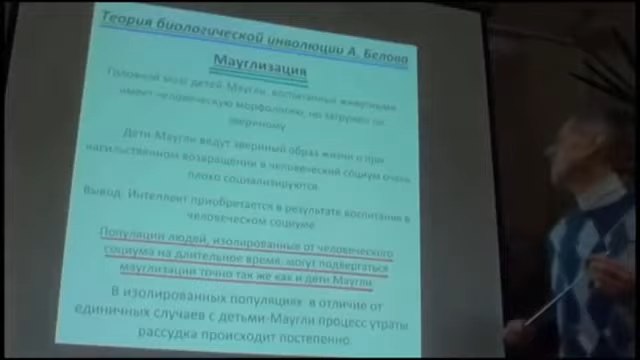 Теория биологической инволюции А. Белова
Мауглизация
Головной мозг детей-Маугли, воспитанных животными
имеет человеческую морфологию, но загружен по
звериному
Дети-Маугли ведут звериный образ жизни и при
насильственном возвращении в человеческий социум очень
плохо социализируются
Вывод: Интеллект приобретается в результате воспитания в
человеческом социуме
Популяции людей, изолированные от человеческого
социума на длительное время, могут подвергаться
мауглизации точно так же как и дети Маугли
В изолированных популяциях в отличие от
единичных случаев с детьми-Маугли процесс утраты
рассудка происходит постепенно